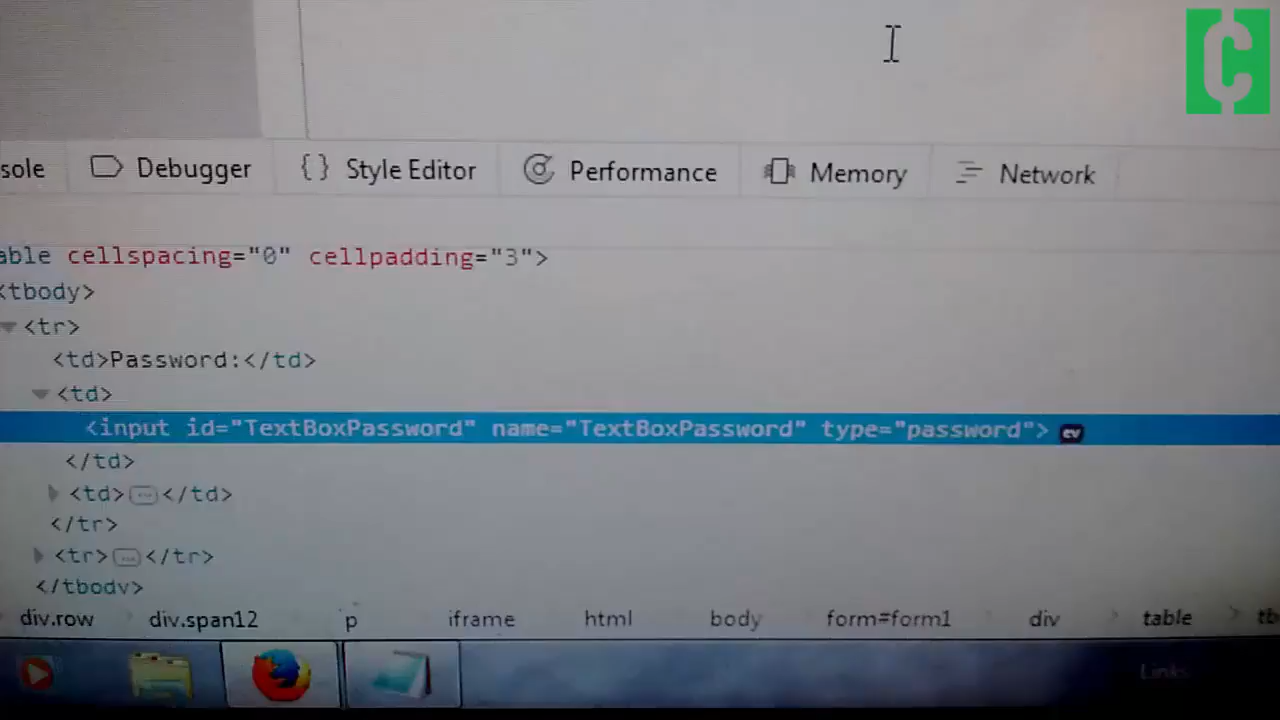 sole Debugger {} Style Editor Performance Memory Network
able cellspacing="0" cellpadding="3">
<tbody>
<tr>
<td>Password:</td>
<td>
<input id="TextBoxPassword" name="TextBoxPassword" type="password"> ev
</td>
<td>…</td>
</tr>
<tr>…</tr>
</tbody>
div.row div.span12 p iframe html body form#form1 div table tb
Links